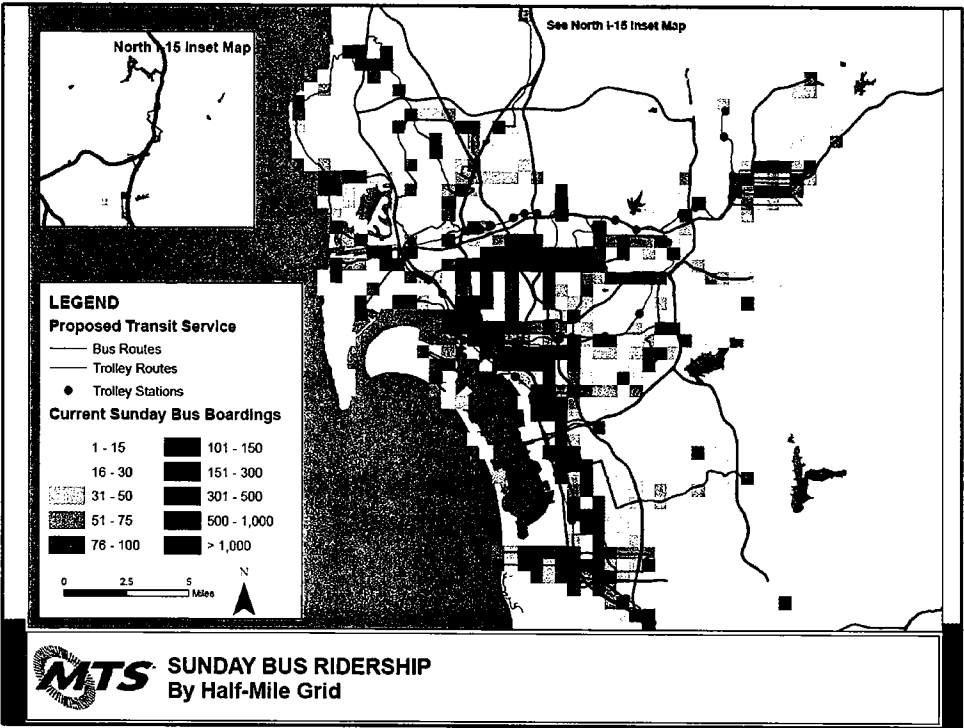 See North I-15 Inset Map
North I-15 Inset Map
LEGEND
Proposed Transit Service
Bus Routes
Trolley Routes
Trolley Stations
Current Sunday Bus Boardings
1 - 15
16 - 30
31 - 50
51 - 75
76 - 100
101 - 150
151 - 300
301 - 500
500 - 1,000
> 1,000
0 2.5 5
Miles
N
MTS
SUNDAY BUS RIDERSHIP
By Half-Mile Grid